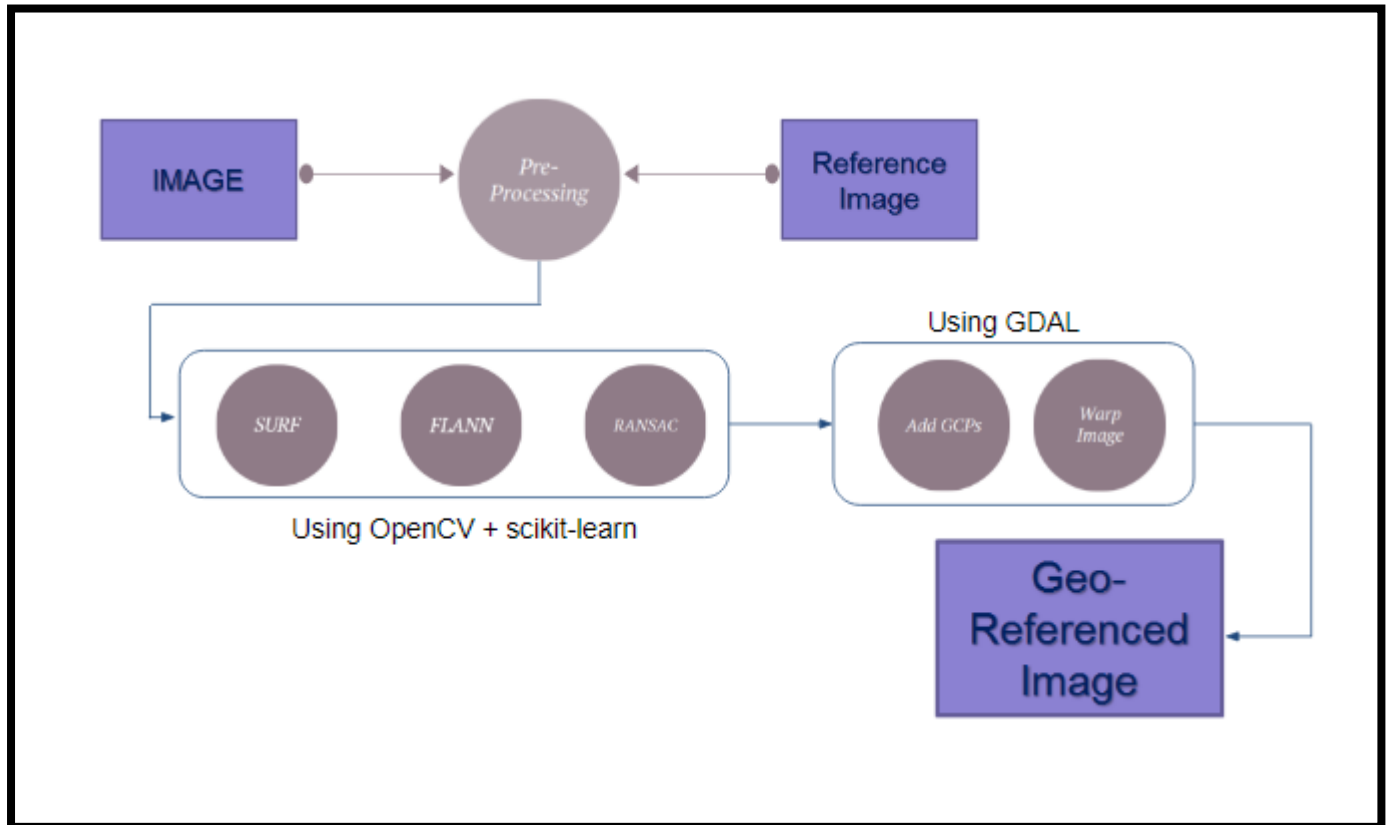 IMAGE
Pre-
Processing
Reference
Image
Using GDAL
SURF
FLANN
RANSAC
Add GCPs
Warp
Image
Using OpenCV + scikit-learn
Geo-
Referenced
Image